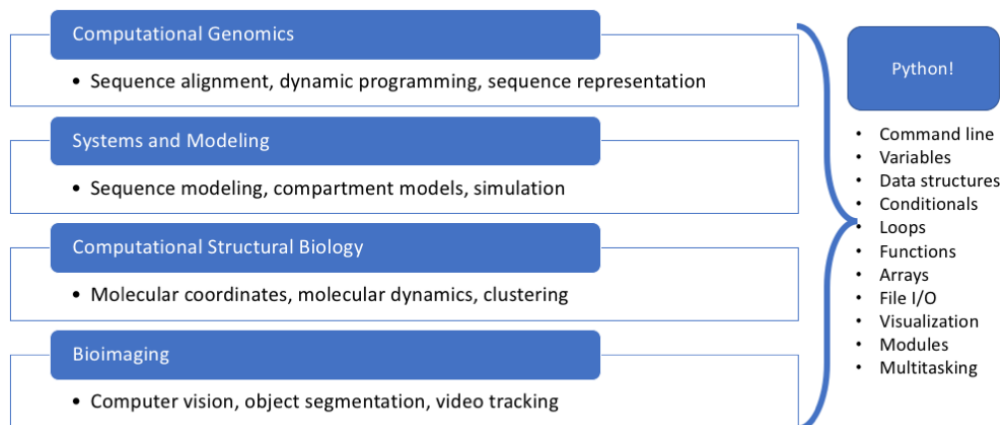 Computational Genomics
• Sequence alignment, dynamic programming, sequence representation
Systems and Modeling
• Sequence modeling, compartment models, simulation
Computational Structural Biology
• Molecular coordinates, molecular dynamics, clustering
Bioimaging
• Computer vision, object segmentation, video tracking
Python!
• Command line
• Variables
• Data structures
• Conditionals
• Loops
• Functions
• Arrays
• File I/O
• Visualization
• Modules
• Multitasking